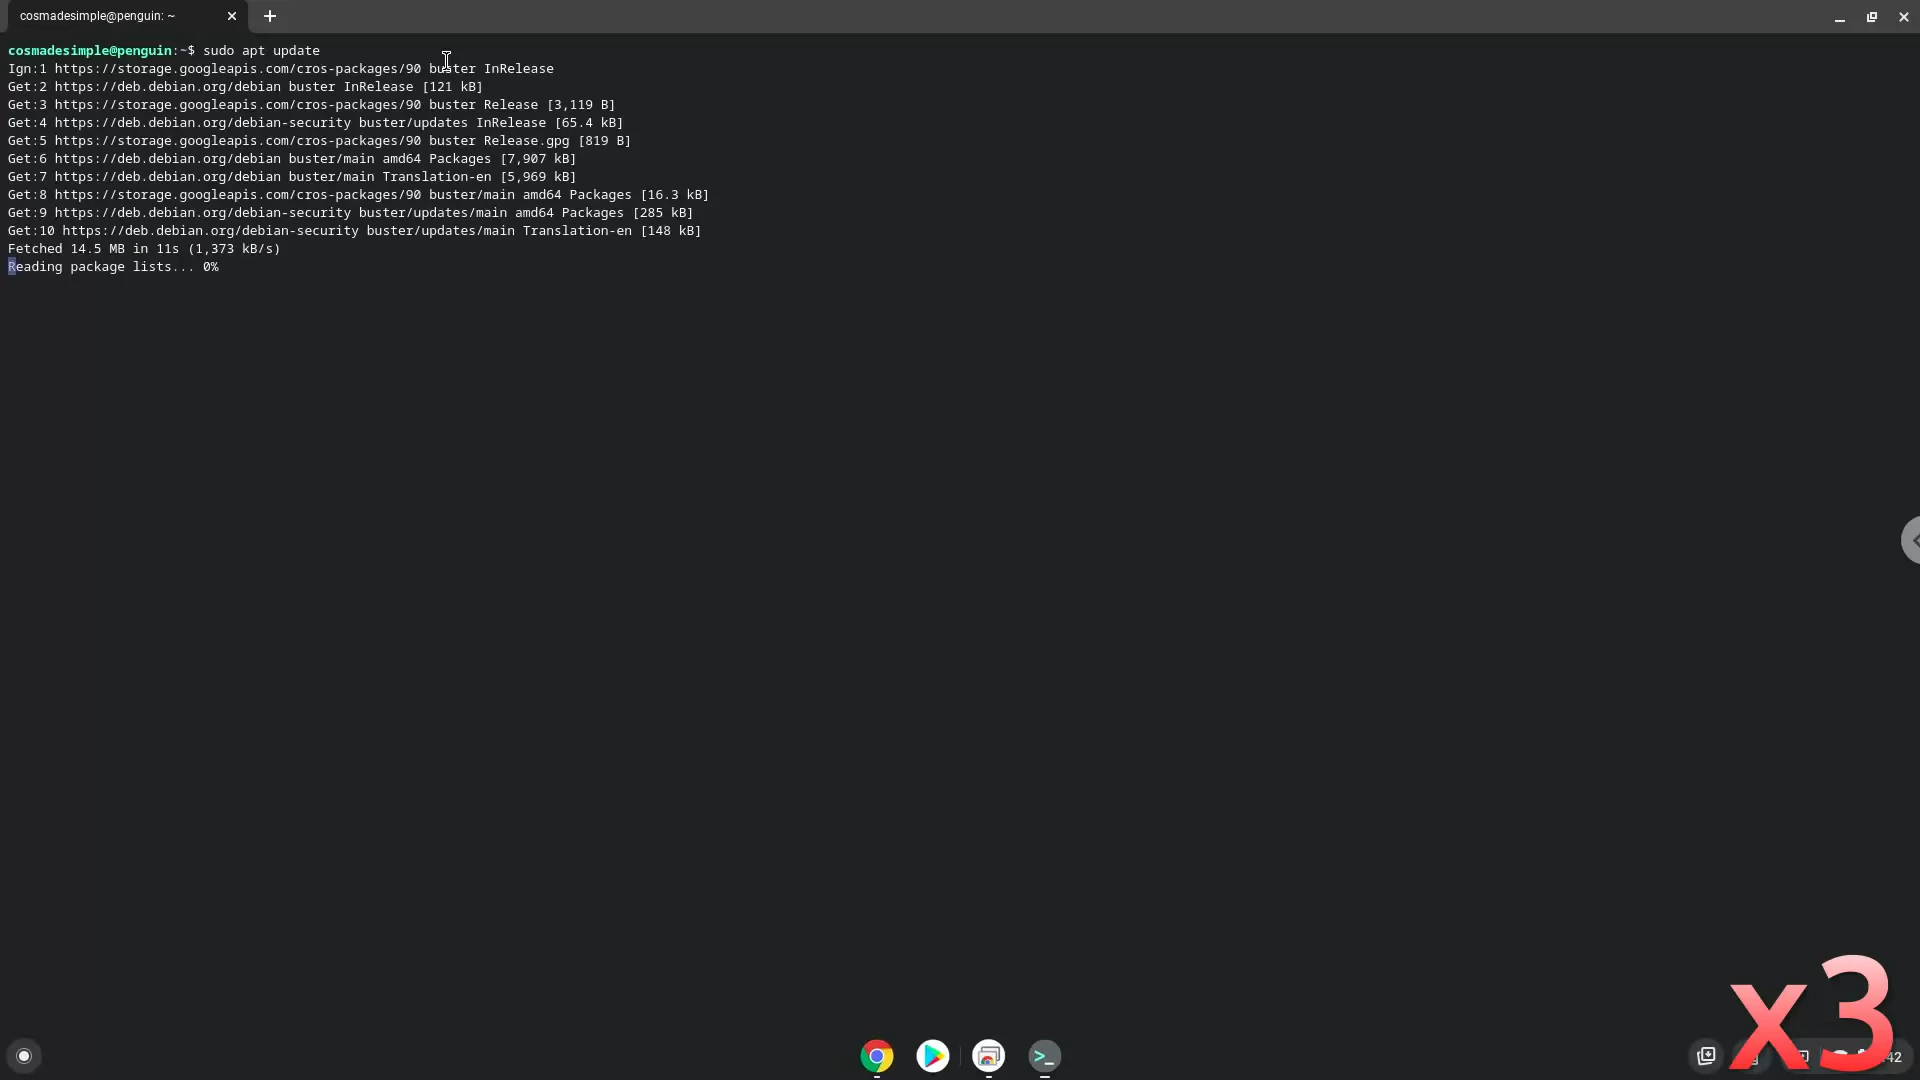 cosmadesimple@penguin: ~
cosmadesimple@penguin:~$ sudo apt update
Ign:1 https://storage.googleapis.com/cros-packages/90 buster InRelease
Get:2 https://deb.debian.org/debian buster InRelease [121 kB]
Get:3 https://storage.googleapis.com/cros-packages/90 buster Release [3,119 B]
Get:4 https://deb.debian.org/debian-security buster/updates InRelease [65.4 kB]
Get:5 https://storage.googleapis.com/cros-packages/90 buster Release.gpg [819 B]
Get:6 https://deb.debian.org/debian buster/main amd64 Packages [7,907 kB]
Get:7 https://deb.debian.org/debian buster/main Translation-en [5,969 kB]
Get:8 https://storage.googleapis.com/cros-packages/90 buster/main amd64 Packages [16.3 kB]
Get:9 https://deb.debian.org/debian-security buster/updates/main amd64 Packages [285 kB]
Get:10 https://deb.debian.org/debian-security buster/updates/main Translation-en [148 kB]
Fetched 14.5 MB in 11s (1,373 kB/s)
Reading package lists... 0%
x3